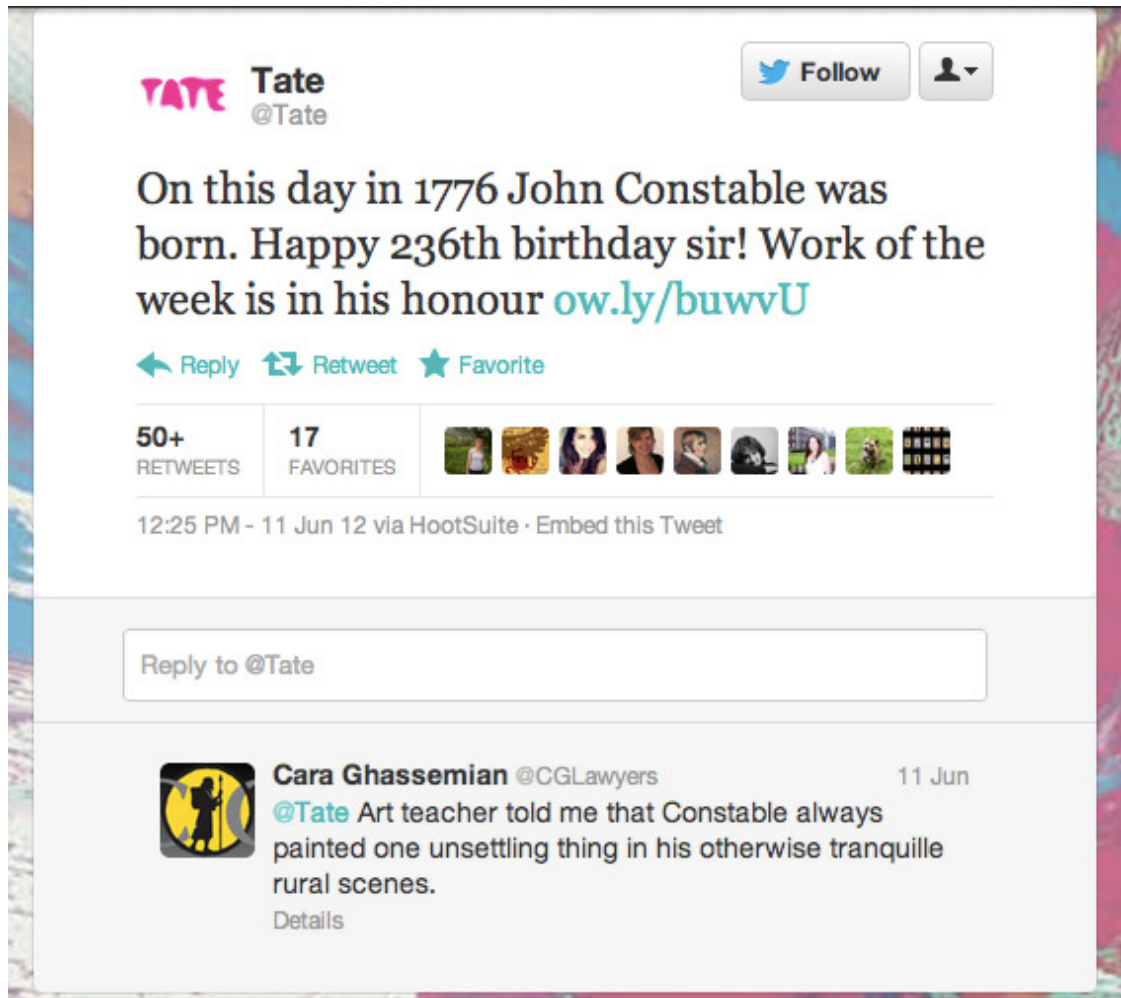 TATE
Tate
@Tate
Follow
On this day in 1776 John Constable was
born. Happy 236th birthday sir! Work of the
week is in his honour ow.ly/buwvU
Reply Retweet Favorite
50+
RETWEETS
17
FAVORITES
12:25 PM - 11 Jun 12 via HootSuite · Embed this Tweet
Reply to @Tate
Cara Ghassemian @CGLawyers 11 Jun
@Tate Art teacher told me that Constable always
painted one unsettling thing in his otherwise tranquille
rural scenes.
Details